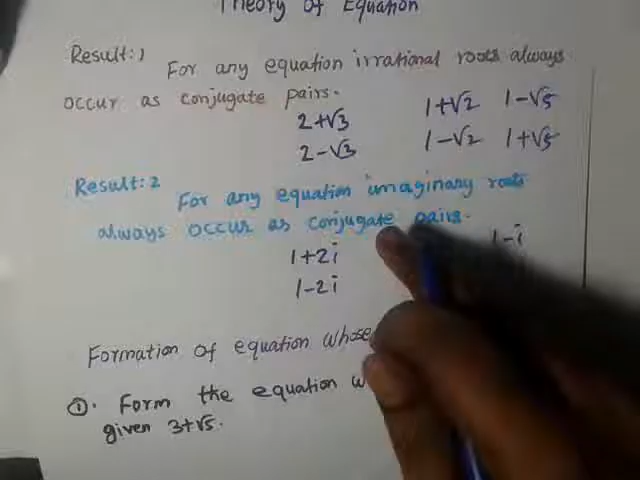 Theory of Equation
Result:1 For any equation irrational roots always
occur as conjugate pairs.
2+√3 1+√2 1-√5
2-√3 1-√2 1+√5
Result:2 For any equation imaginary roots
always occur as conjugate pairs.
1+2i 1-i
1-2i
Formation of equation whose
①. Form the equation
given 3+√5.